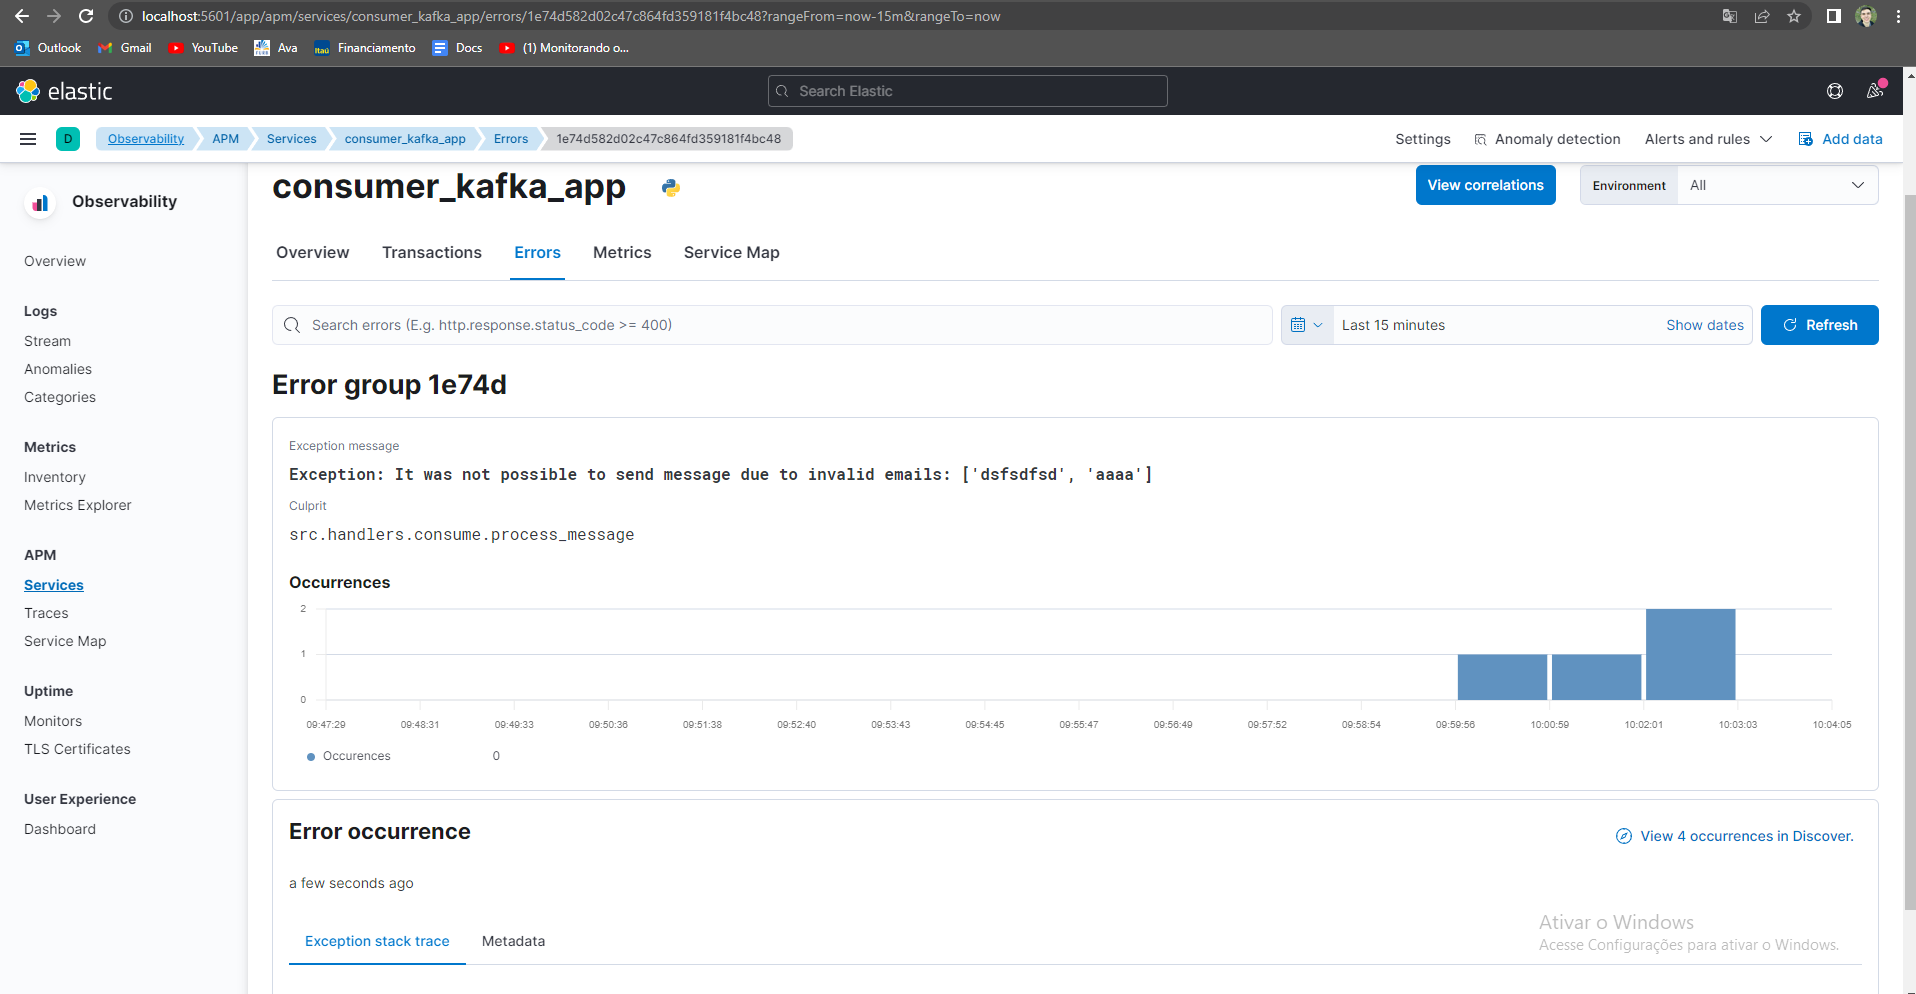 localhost:5601/app/apm/services/consumer_kafka_app/errors/1e74d582d02c47c864fd359181f4bc48?rangeFrom=now-15m&rangeTo=now
Outlook Gmail YouTube Ava Itaú Financiamento Docs (1) Monitorando o...
elastic Search Elastic
D Observability APM Services consumer_kafka_app Errors 1e74d582d02c47c864fd359181f4bc48 Settings Anomaly detection Alerts and rules Add data
Observability
Overview
Logs
Stream
Anomalies
Categories
Metrics
Inventory
Metrics Explorer
APM
Services
Traces
Service Map
Uptime
Monitors
TLS Certificates
User Experience
Dashboard
consumer_kafka_app View correlations Environment All
Overview Transactions Errors Metrics Service Map
Search errors (E.g. http.response.status_code >= 400) Last 15 minutes Show dates Refresh
Error group 1e74d
Exception message
Exception: It was not possible to send message due to invalid emails: ['dsfsdfsd', 'aaaa']
Culprit
src.handlers.consume.process_message
Occurrences
2
1
0
09:47:29 09:48:31 09:49:33 09:50:36 09:51:38 09:52:40 09:53:43 09:54:45 09:55:47 09:56:49 09:57:52 09:58:54 09:59:56 10:00:59 10:02:01 10:03:03 10:04:05
Occurences 0
Error occurrence
View 4 occurrences in Discover.
a few seconds ago
Exception stack trace Metadata
Ativar o Windows
Acesse Configurações para ativar o Windows.